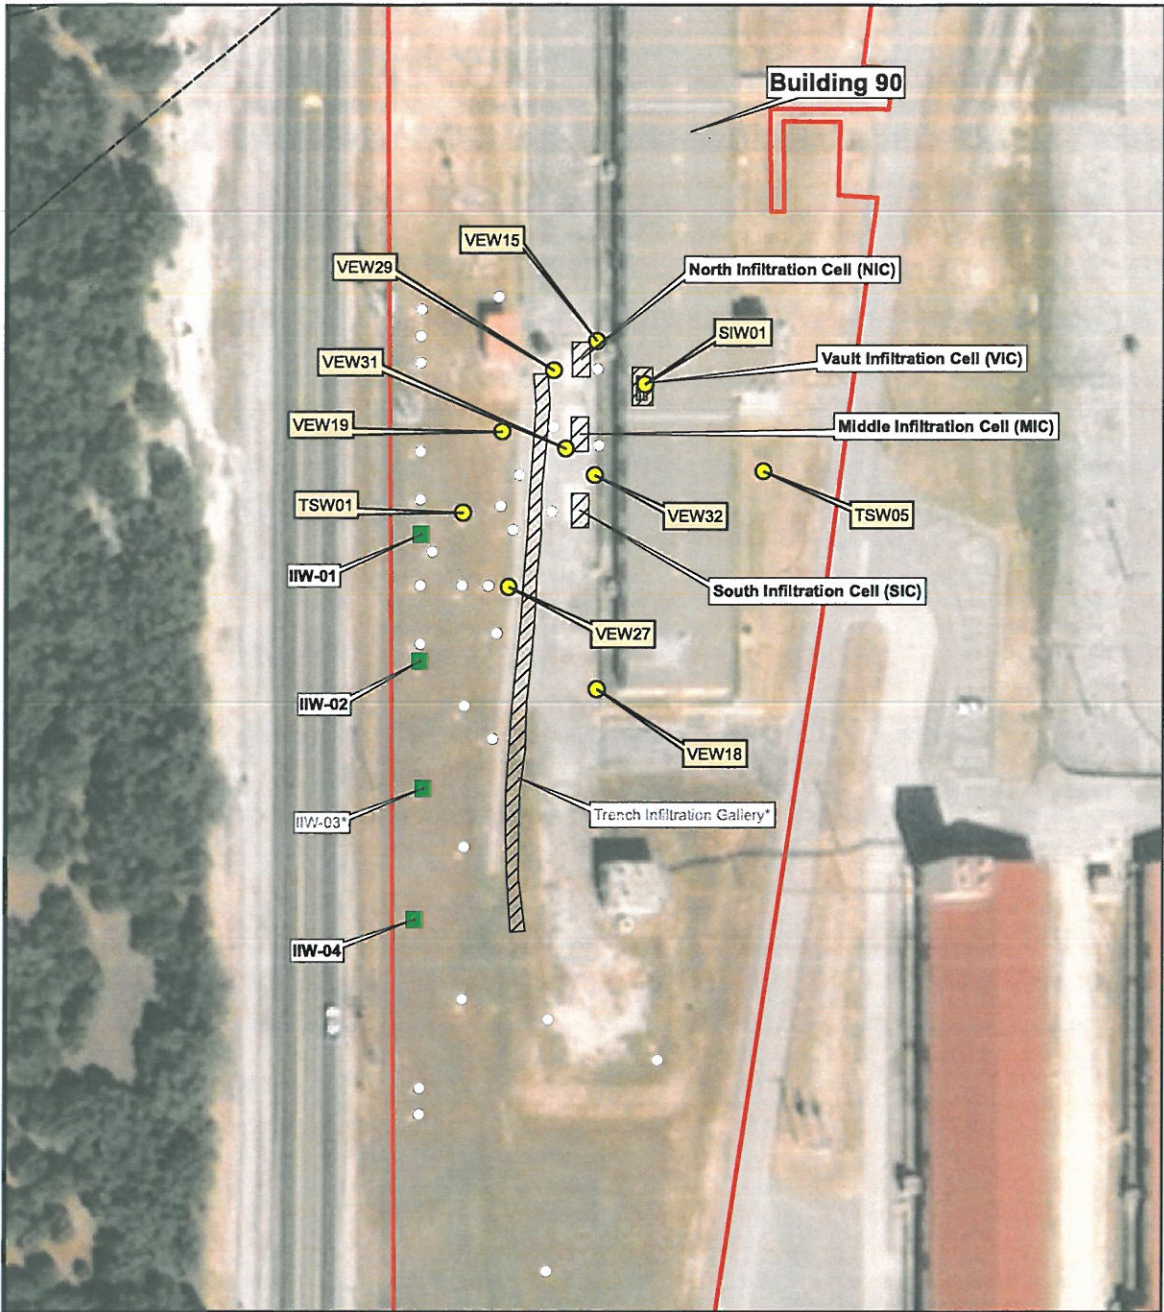 Building 90
VEW15
VEW29
North Infiltration Cell (NIC)
SIW01
VEW31
Vault Infiltration Cell (VIC)
VEW19
Middle Infiltration Cell (MIC)
TSW01
VEW32
TSW05
IIW-01
South Infiltration Cell (SIC)
VEW27
IIW-02
VEW18
IIW-03*
Trench Infiltration Gallery*
IIW-04